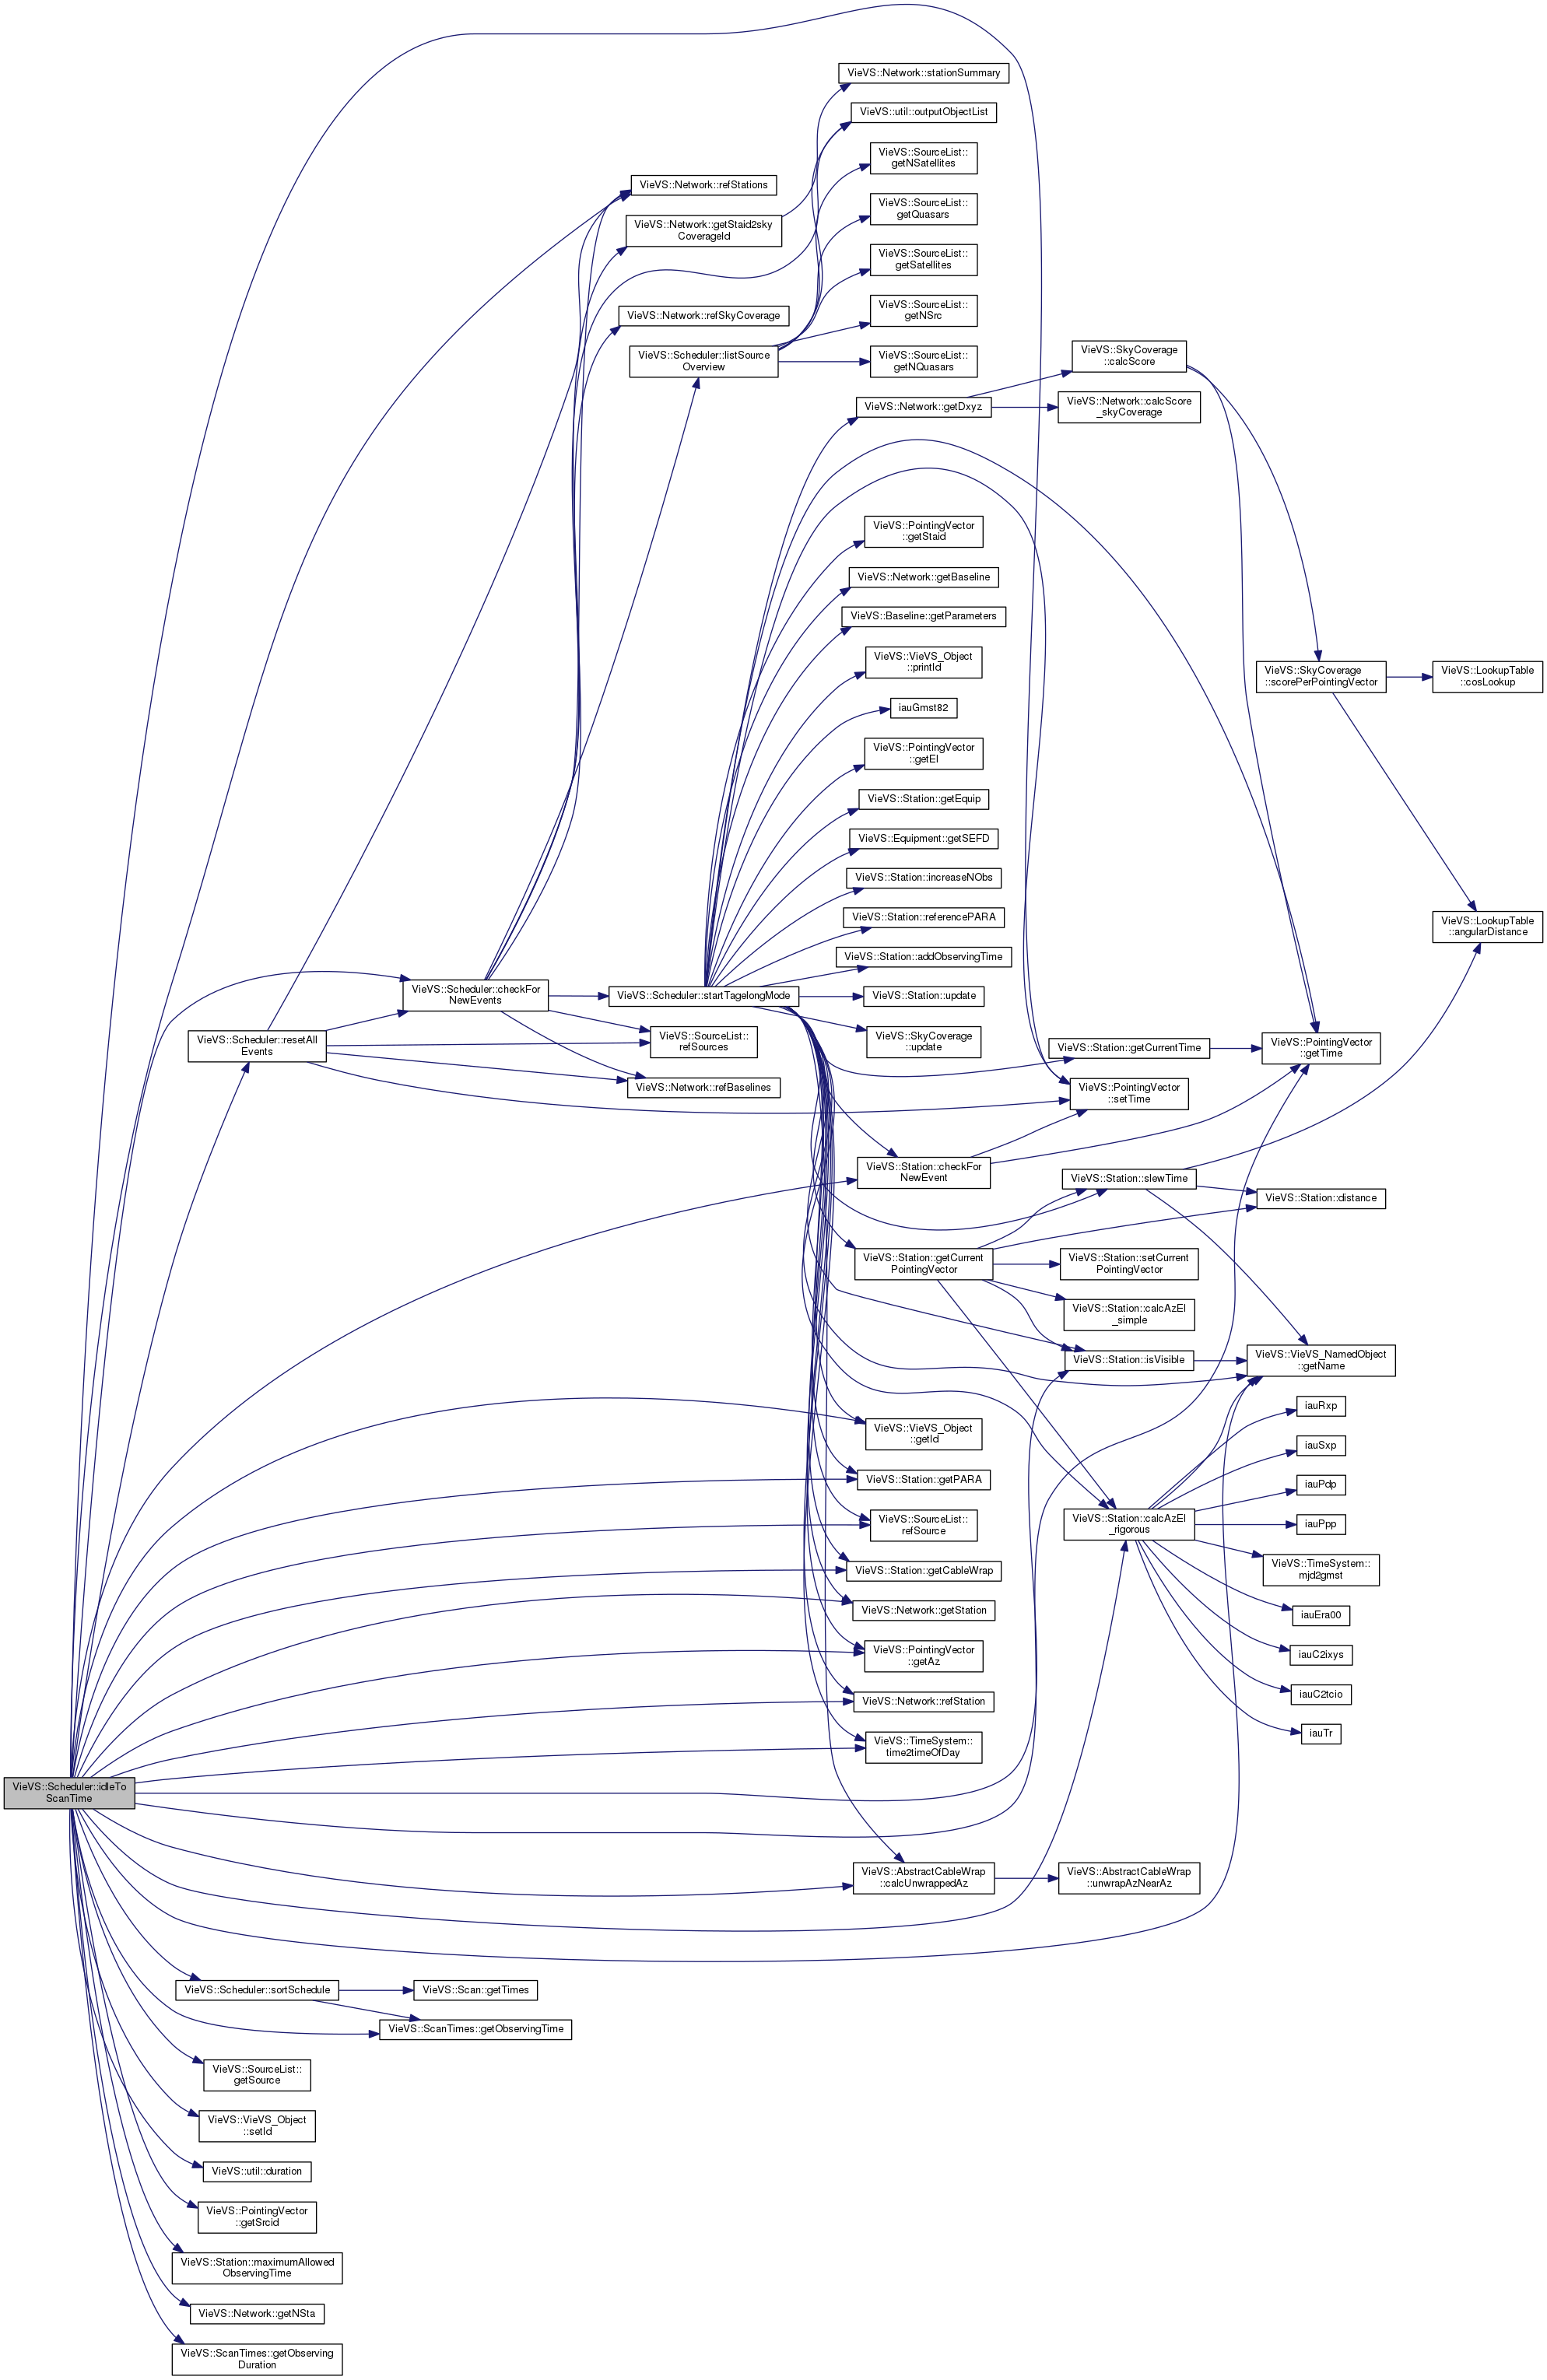 VieVS::Network::stationSummary
VieVS::util::outputObjectList
VieVS::SourceList::
getNSatellites
VieVS::Network::refStations
VieVS::SourceList::
getQuasars
VieVS::Network::getStaid2sky
CoverageId
VieVS::SourceList::
getSatellites
VieVS::SourceList::
getNSrc
VieVS::Network::refSkyCoverage
VieVS::Scheduler::listSource
Overview
VieVS::SourceList::
getNQuasars
VieVS::SkyCoverage
::calcScore
VieVS::Network::getDxyz
VieVS::Network::calcScore
_skyCoverage
VieVS::PointingVector
::getStaid
VieVS::Network::getBaseline
VieVS::Baseline::getParameters
VieVS::VieVS_Object
::printId
VieVS::SkyCoverage
::scorePerPointingVector
VieVS::LookupTable
::cosLookup
iauGmst82
VieVS::PointingVector
::getEl
VieVS::Station::getEquip
VieVS::Equipment::getSEFD
VieVS::Station::increaseNObs
VieVS::Station::referencePARA
VieVS::LookupTable
::angularDistance
VieVS::Station::addObservingTime
VieVS::Scheduler::checkFor
NewEvents
VieVS::Scheduler::startTagelongMode
VieVS::Station::update
VieVS::Scheduler::resetAll
Events
VieVS::SourceList::
refSources
VieVS::SkyCoverage
::update
VieVS::Station::getCurrentTime
VieVS::PointingVector
::getTime
VieVS::Network::refBaselines
VieVS::PointingVector
::setTime
VieVS::Station::checkFor
NewEvent
VieVS::Station::slewTime
VieVS::Station::distance
VieVS::Station::getCurrent
PointingVector
VieVS::Station::setCurrent
PointingVector
VieVS::Station::calcAzEl
_simple
VieVS::Station::isVisible
VieVS::VieVS_NamedObject
::getName
iauRxp
VieVS::VieVS_Object
::getId
iauSxp
VieVS::Station::getPARA
iauPdp
VieVS::SourceList::
refSource
VieVS::Station::calcAzEl
_rigorous
iauPpp
VieVS::Station::getCableWrap
VieVS::TimeSystem::
mjd2gmst
VieVS::Network::getStation
iauEra00
VieVS::PointingVector
::getAz
iauC2ixys
VieVS::Network::refStation
iauC2tcio
VieVS::TimeSystem::
time2timeOfDay
iauTr
VieVS::Scheduler::idleTo
ScanTime
VieVS::AbstractCableWrap
::calcUnwrappedAz
VieVS::AbstractCableWrap
::unwrapAzNearAz
VieVS::Scheduler::sortSchedule
VieVS::Scan::getTimes
VieVS::ScanTimes::getObservingTime
VieVS::SourceList::
getSource
VieVS::VieVS_Object
::setId
VieVS::util::duration
VieVS::PointingVector
::getSrcid
VieVS::Station::maximumAllowed
ObservingTime
VieVS::Network::getNSta
VieVS::ScanTimes::getObserving
Duration